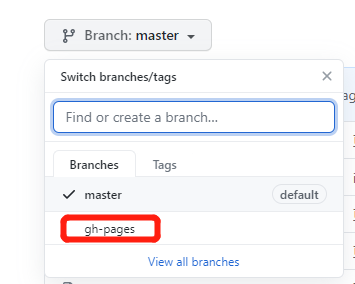 Branch: master
Switch branches/tags
Find or create a branch...
Branches Tags
master default
gh-pages
View all branches